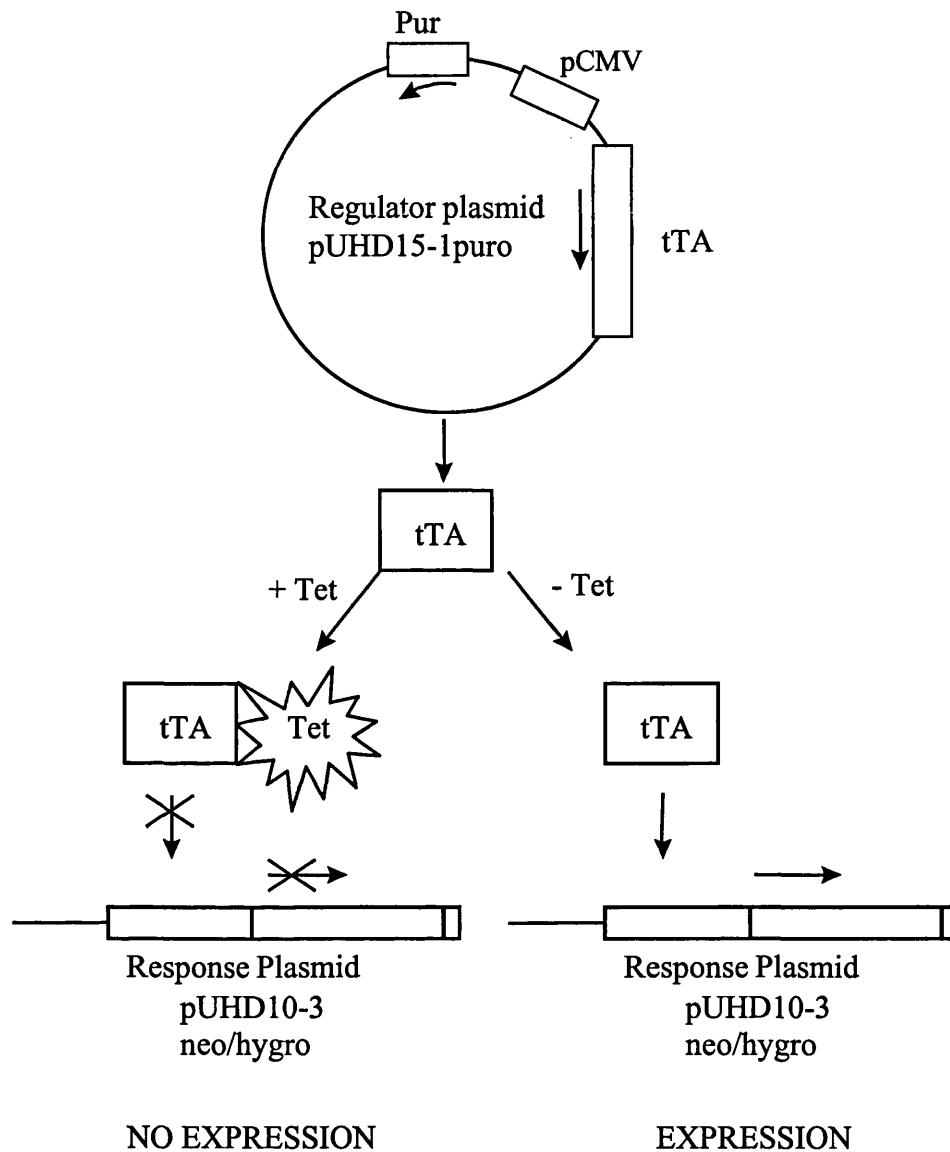 Pur
pCMV
Regulator plasmid
pUHD15-1puro
tTA
tTA
+ Tet
- Tet
tTA
Tet
tTA
Response Plasmid
pUHD10-3
neo/hygro
Response Plasmid
pUHD10-3
neo/hygro
NO EXPRESSION
EXPRESSION